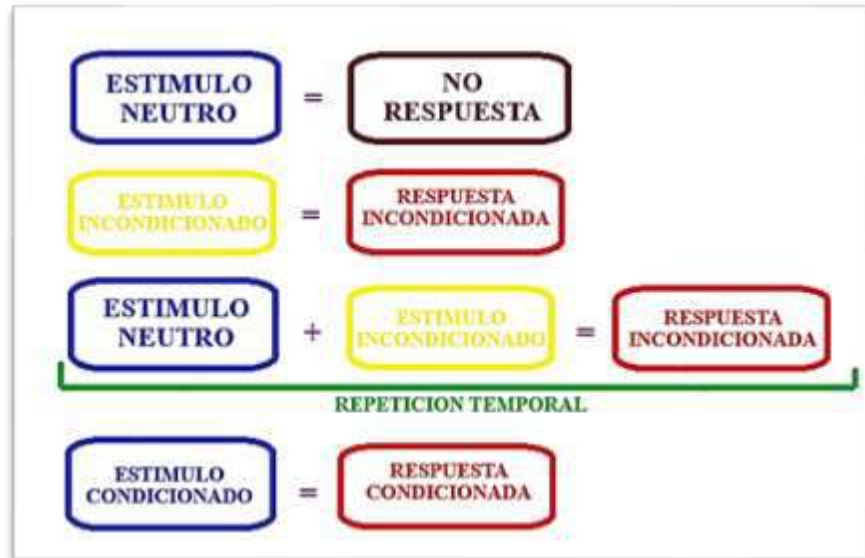 ESTIMULO
NEUTRO
=
NO
RESPUESTA
ESTIMULO
INCONDICIONADO
=
RESPUESTA
INCONDICIONADA
ESTIMULO
NEUTRO
+
ESTIMULO
INCONDICIONADO
=
RESPUESTA
INCONDICIONADA
REPETICION TEMPORAL
ESTIMULO
CONDICIONADO
=
RESPUESTA
CONDICIONADA